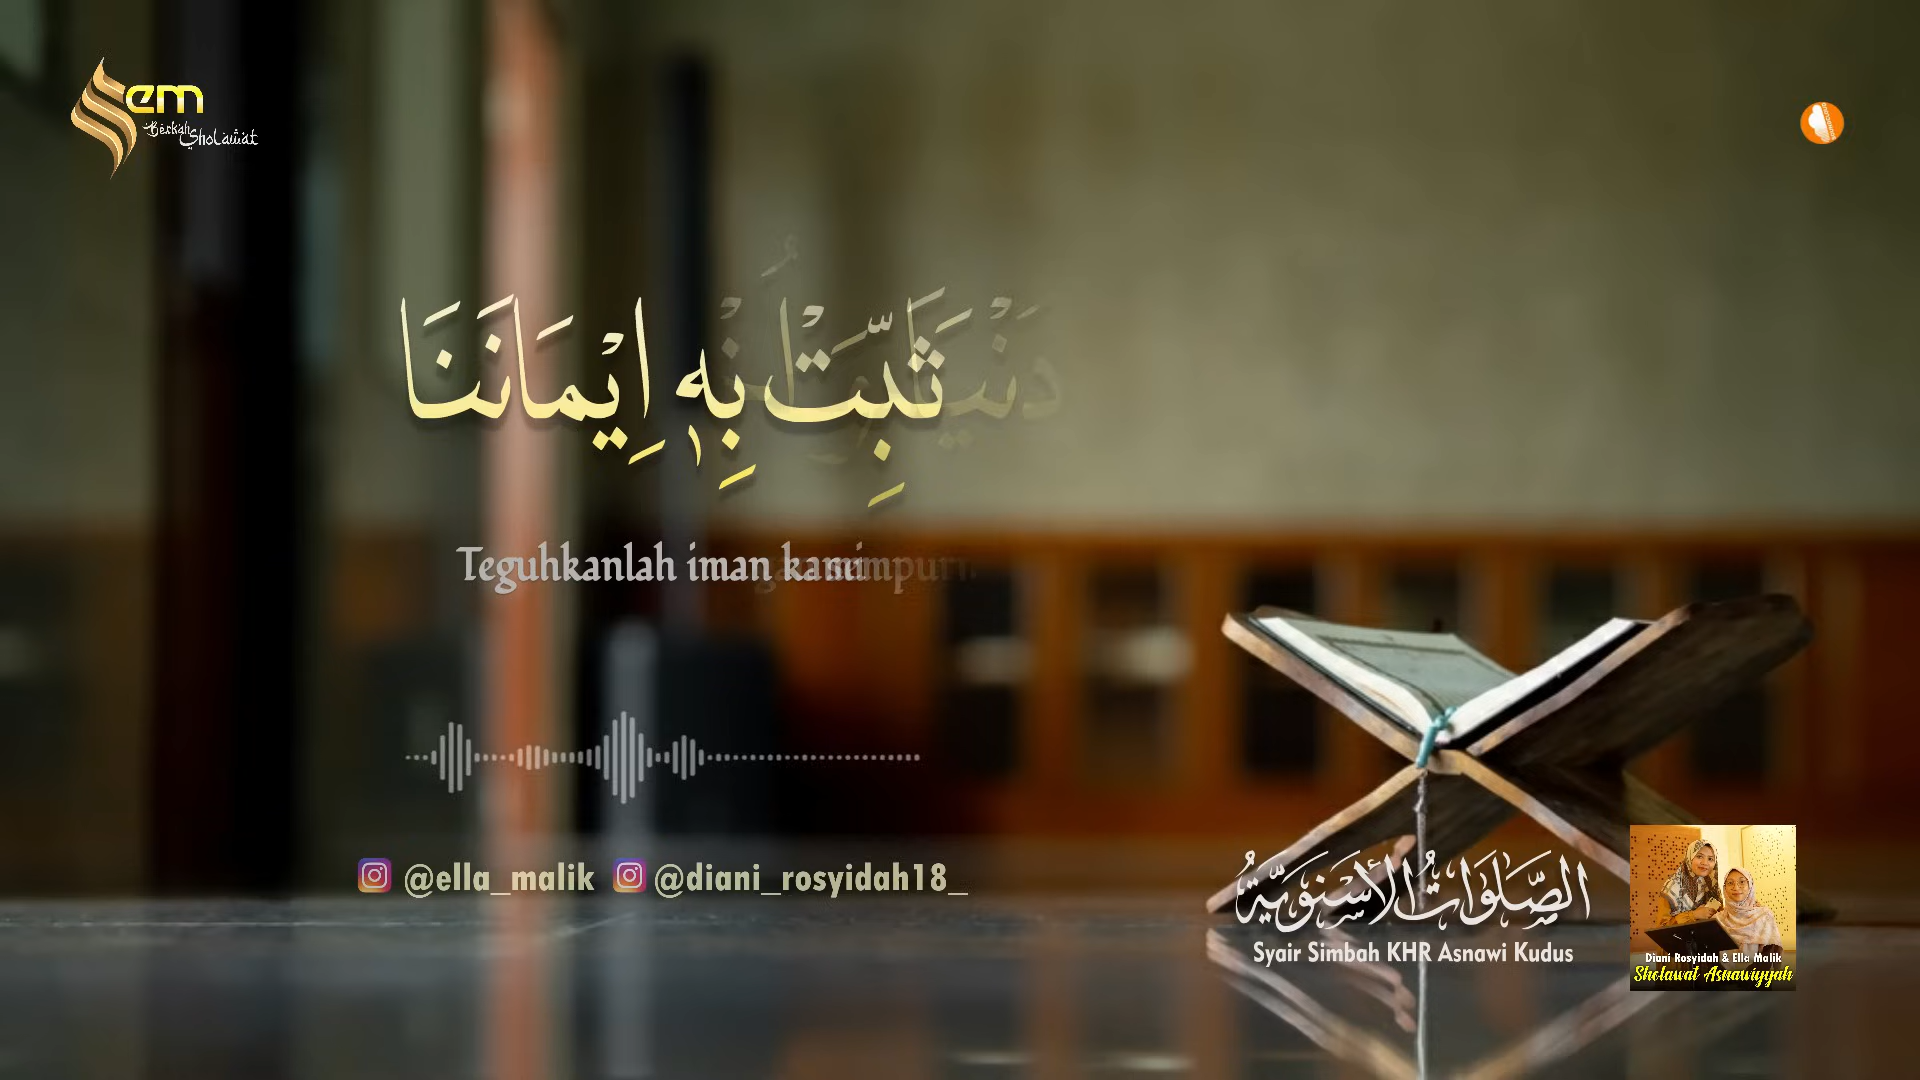 em
Berkah Sholawat
ثَبِّتْ بِهٖ اِيْمَانَنَا
Teguhkanlah iman kami
@ella_malik @diani_rosyidah18_
الصَّلَوَاتُ الْأَسْنَوِيَّةُ
Syair Simbah KHR Asnawi Kudus
Diani Rosyidah & Ella Malik
Sholawat Asnawiyyah